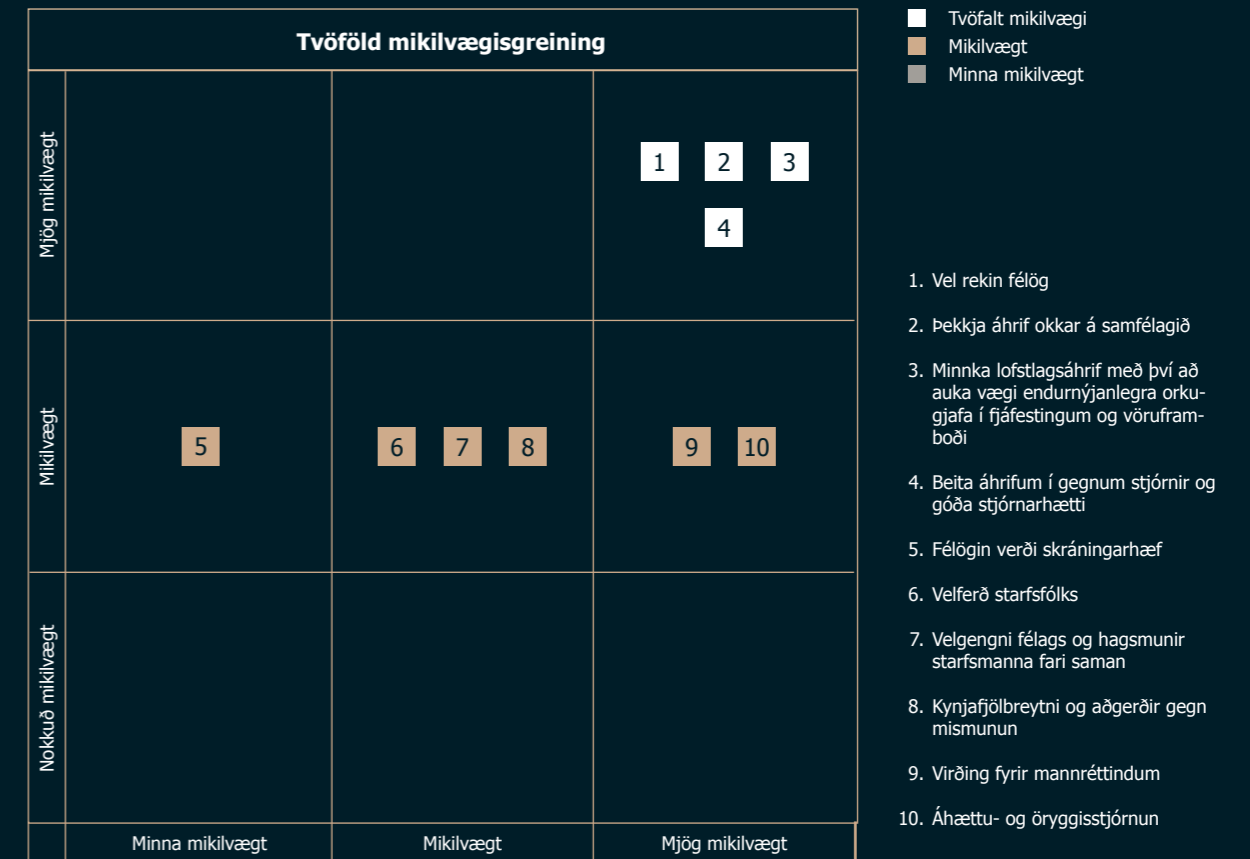 Tvöföld mikilvægisgreining
Mjög mikilvægt
1 2 3
4
Mikilvægt
5 6 7 8 9 10
Nokkuð mikilvægt
Minna mikilvægt Mikilvægt Mjög mikilvægt
Tvöfalt mikilvægi
Mikilvægt
Minna mikilvægt
1. Vel rekin félög
2. Þekkja áhrif okkar á samfélagið
3. Minnka lofstlagsáhrif með því að
auka vægi endurnýjanlegra orku-
gjafa í fjáfestingum og vörufram-
boði
4. Beita áhrifum í gegnum stjórnir og
góða stjórnarhætti
5. Félögin verði skráningarhæf
6. Velferð starfsfólks
7. Velgengni félags og hagsmunir
starfsmanna fari saman
8. Kynjafjölbreytni og aðgerðir gegn
mismunun
9. Virðing fyrir mannréttindum
10. Áhættu- og öryggisstjórnun